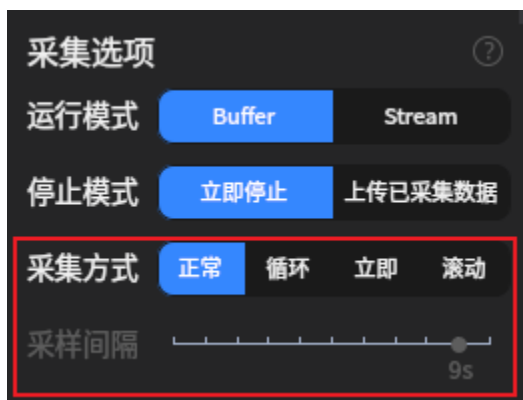 采集选项 ?
运行模式 Buffer Stream
停止模式 立即停止 上传已采集数据
采集方式 正常 循环 立即 滚动
采样间隔
9s